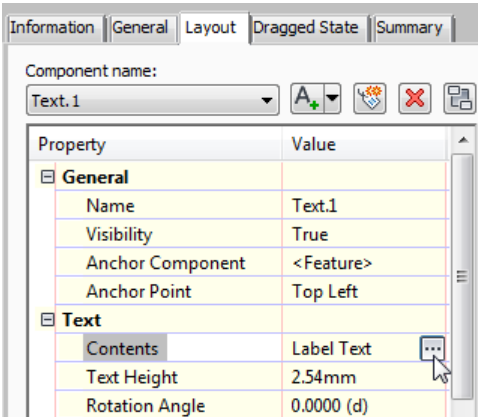 Information General Layout Dragged State Summary
Component name:
Text.1
Property Value
General
Name Text.1
Visibility True
Anchor Component <Feature>
Anchor Point Top Left
Text
Contents Label Text ...
Text Height 2.54mm
Rotation Angle 0.0000 (d)